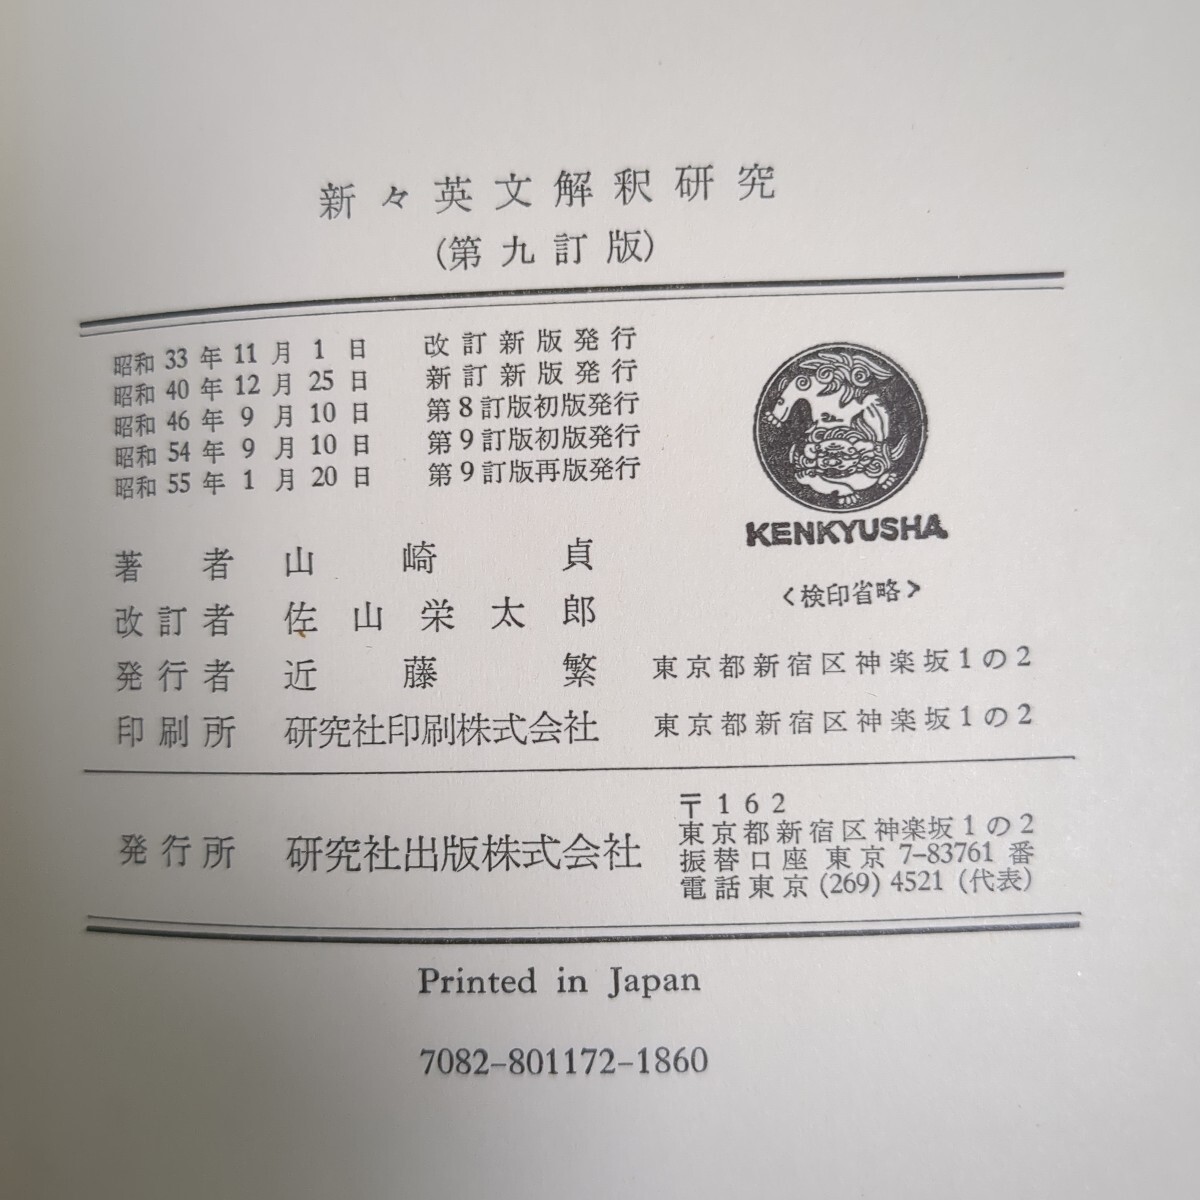 新々英文解釈研究
(第九訂版)
昭和33年11月1日 改訂新版発行
昭和40年12月25日 新訂新版発行
昭和46年9月10日 第8訂版初版発行
昭和54年9月10日 第9訂版初版発行
昭和55年1月20日 第9訂版再版発行
KENKYUSHA
<検印省略>
著者 山崎貞
改訂者 佐山栄太郎
発行者 近藤繁 東京都新宿区神楽坂1の2
印刷所 研究社印刷株式会社 東京都新宿区神楽坂1の2
発行所 研究社出版株式会社
〒162
東京都新宿区神楽坂1の2
振替口座 東京 7-83761 番
電話東京 (269) 4521 (代表)
Printed in Japan
7082-801172-1860